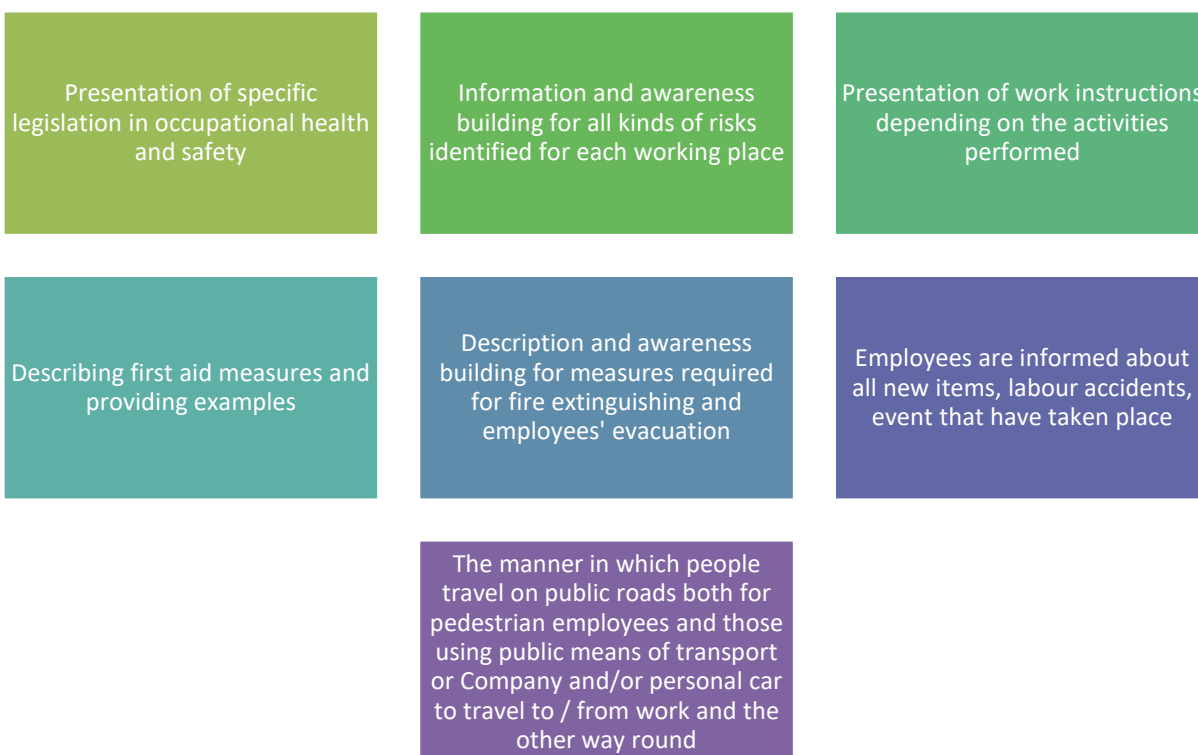 Presentation of specific
legislation in occupational health
and safety
Information and awareness
building for all kinds of risks
identified for each working place
Presentation of work instructions
depending on the activities
performed
Describing first aid measures and
providing examples
Description and awareness
building for measures required
for fire extinguishing and
employees' evacuation
Employees are informed about
all new items, labour accidents,
event that have taken place
The manner in which people
travel on public roads both for
pedestrian employees and those
using public means of transport
or Company and/or personal car
to travel to / from work and the
other way round